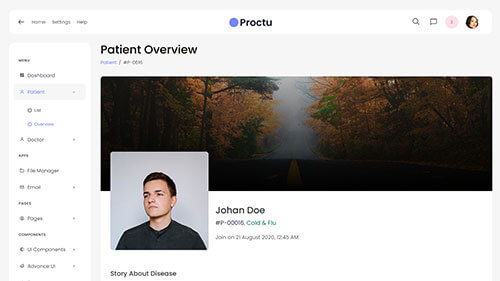 Home Settings Help
Proctu
Patient Overview
Patient / #P-0016
MENU
Dashboard
Patient
List
Overview
Doctor
APPS
File Manager
Email
PAGES
Pages
COMPONENTS
UI Components
Advance UI
Johan Doe
#P-00016, Cold & Flu
Join on 21 August 2020, 12:45 AM
Story About Disease